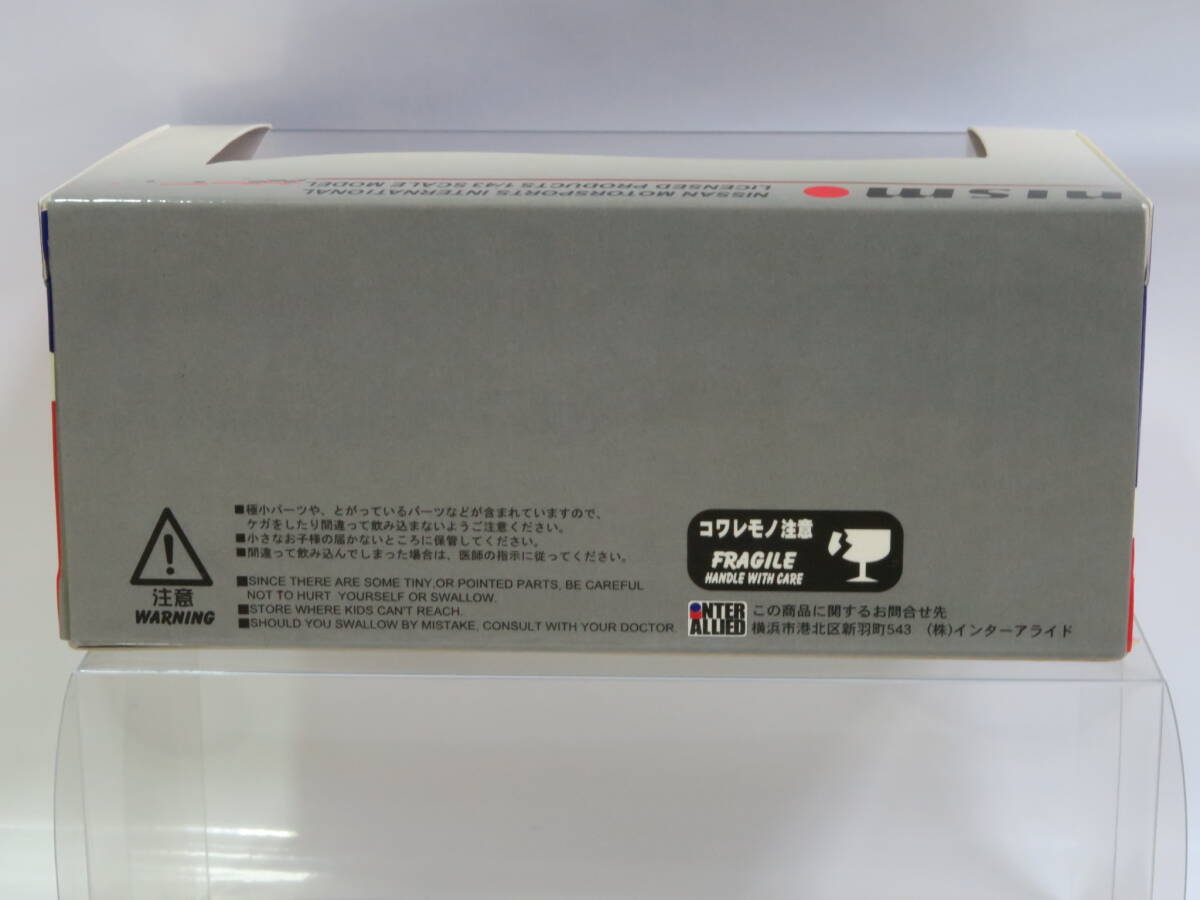 nismo
NISSAN MOTORSPORTS INTERNATIONAL
LICENSED PRODUCTS 1/43 SCALE MODEL
注意
WARNING
■極小パーツや、とがっているパーツなどが含まれていますので、
ケガをしたり間違って飲み込まないようご注意ください。
■小さなお子様の届かないところに保管してください。
■間違って飲み込んでしまった場合は、医師の指示に従ってください。
■SINCE THERE ARE SOME TINY,OR POINTED PARTS, BE CAREFUL
NOT TO HURT YOURSELF OR SWALLOW.
■STORE WHERE KIDS CAN'T REACH.
■SHOULD YOU SWALLOW BY MISTAKE, CONSULT WITH YOUR DOCTOR.
コワレモノ注意
FRAGILE
HANDLE WITH CARE
INTER
ALLIED
この商品に関するお問合せ先
横浜市港北区新羽町543 (株)インターアライド